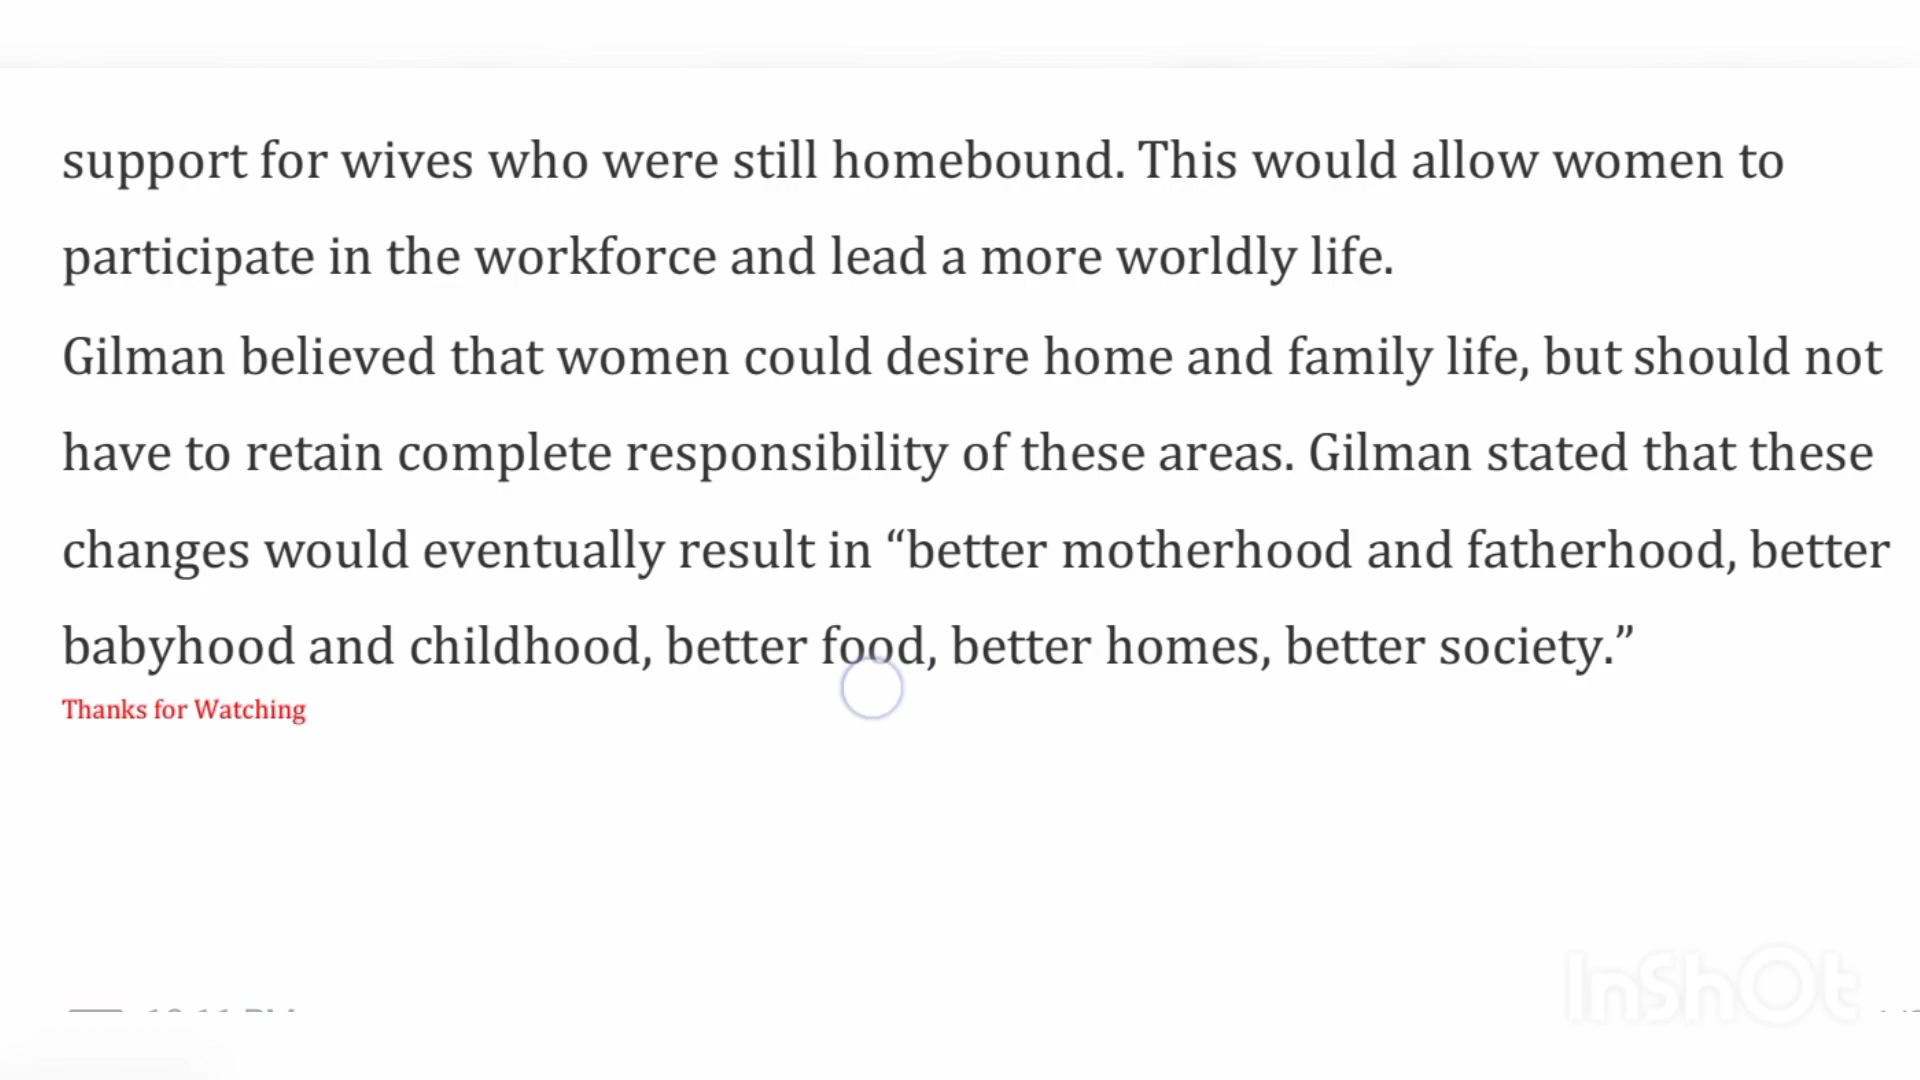 support for wives who were still homebound. This would allow women to
participate in the workforce and lead a more worldly life.
Gilman believed that women could desire home and family life, but should not
have to retain complete responsibility of these areas. Gilman stated that these
changes would eventually result in “better motherhood and fatherhood, better
babyhood and childhood, better food, better homes, better society.”
Thanks for Watching
InShOt